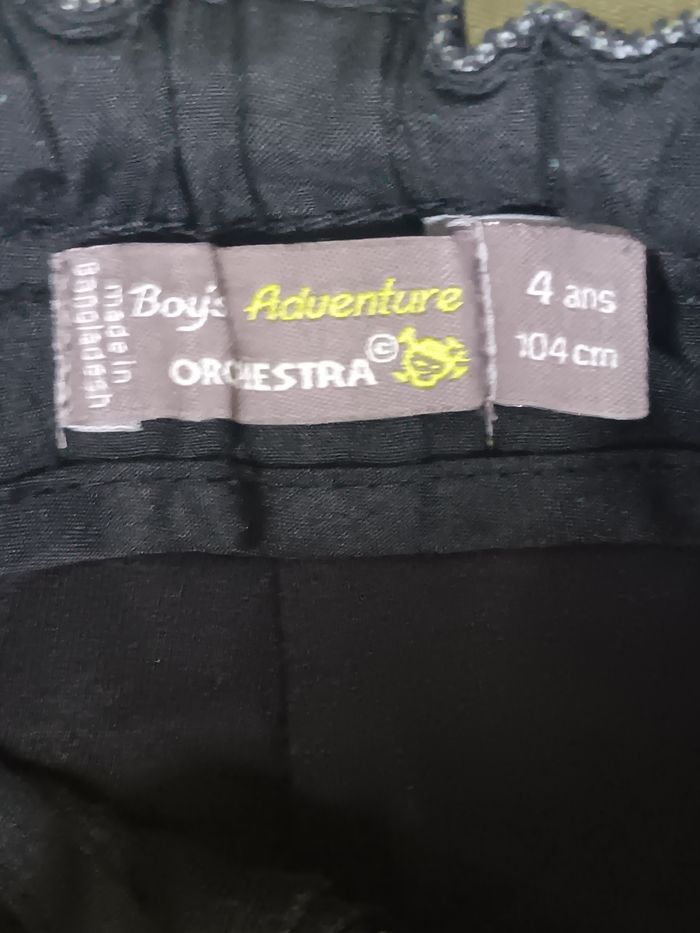 made in
Bangladesh
Boy's Adventure
ORCHESTRA ©
4 ans
104 cm